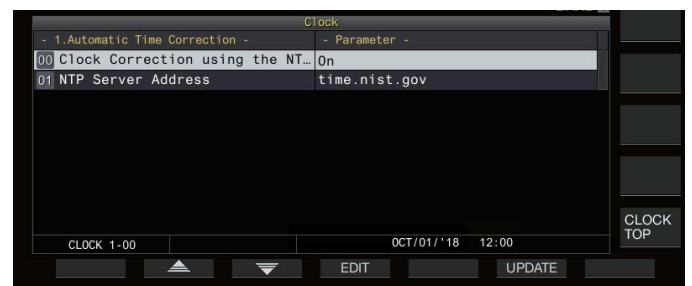 Clock
- 1.Automatic Time Correction - - Parameter -
00 Clock Correction using the NT… On
01 NTP Server Address time.nist.gov
CLOCK TOP
CLOCK 1-00 OCT/01/'18 12:00
EDIT UPDATE